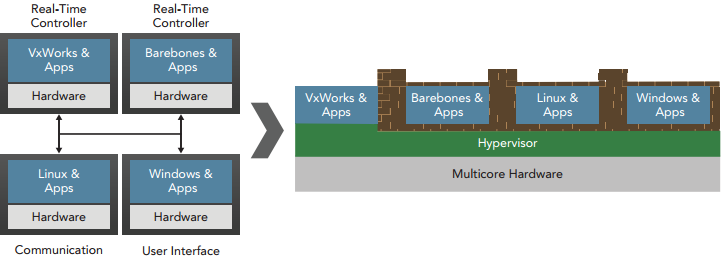 Real-Time
Controller
Real-Time
Controller
VxWorks &
Apps
Barebones &
Apps
Hardware
Hardware
Linux &
Apps
Windows &
Apps
Hardware
Hardware
Communication
User Interface
VxWorks &
Apps
Barebones &
Apps
Linux &
Apps
Windows &
Apps
Hypervisor
Multicore Hardware